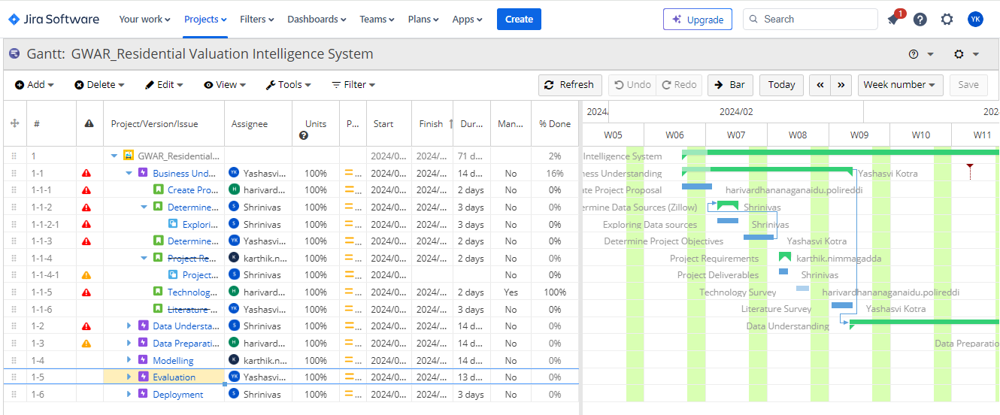 Jira Software Your work Projects Filters Dashboards Teams Plans Apps Create Upgrade Search 1 YK
Gantt: GWAR_Residential Valuation Intelligence System
Add Delete Edit View Tools Filter Refresh Undo Redo Bar Today Week number Save
# Project/Version/Issue Assignee Units P... Start Finish Dur... Man... % Done 2024/ 2024/02 202
W05 W06 W07 W08 W09 W10 W11
1 GWAR_Residential... 2024/0... 2024/... 71 d... 2% Intelligence System
1-1 Business Und... YK Yashasvi... 100% ... 2024/0... 2024/... 14 d... No 16% ness Understanding Yashasvi Kotra
1-1-1 Create Pro... H harivard... 100% ... 2024/0... 2024/... 2 days No 0% ate Project Proposal harivardhananaganaidu.polireddi
1-1-2 Determine... S Shrinivas 100% ... 2024/0... 2024/... 3 days No 0% ermine Data Sources (Zillow) Shrinivas
1-1-2-1 Explori... S Shrinivas 100% ... 2024/0... 2024/... 3 days No 0% Exploring Data sources Shrinivas
1-1-3 Determine... YK Yashasvi... 100% ... 2024/0... 2024/... 2 days No 0% Determine Project Objectives Yashasvi Kotra
1-1-4 Project Re... K karthik.n... 100% ... 2024/0... 2024/... 2 days No 0% Project Requirements karthik.nimmagadda
1-1-4-1 Project... S Shrinivas 100% ... 2024/0... No 0% Project Deliverables Shrinivas
1-1-5 Technolog... H harivard... 100% ... 2024/0... 2024/... 2 days Yes 100% Technology Survey harivardhananaganaidu.polireddi
1-1-6 Literature ... YK Yashasvi... 100% ... 2024/0... 2024/... 3 days No 0% Literature Survey Yashasvi Kotra
1-2 Data Understa... S Shrinivas 100% ... 2024/0... 2024/... 14 d... No 0% Data Understanding
1-3 Data Preparati... H harivard... 100% ... 2024/0... 2024/... 14 d... No 0% Data Preparatio
1-4 Modelling K karthik.n... 100% ... 2024/0... 2024/... 14 d... No 0%
1-5 Evaluation YK Yashasvi... 100% ... 2024/0... 2024/... 13 d... No 0%
1-6 Deployment S Shrinivas 100% ... 2024/0... 2024/... 3 days No 0%